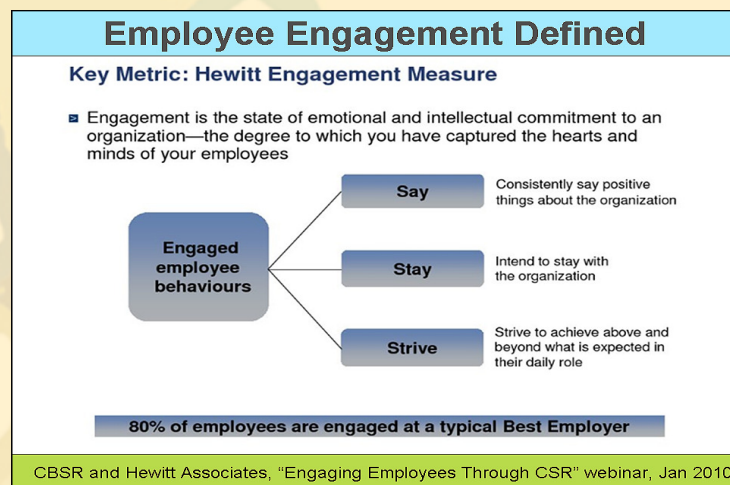 Employee Engagement Defined
Key Metric: Hewitt Engagement Measure
Engagement is the state of emotional and intellectual commitment to an
organization—the degree to which you have captured the hearts and
minds of your employees
Engaged
employee
behaviours
Say
Consistently say positive
things about the organization
Stay
Intend to stay with
the organization
Strive
Strive to achieve above and
beyond what is expected in
their daily role
80% of employees are engaged at a typical Best Employer
CBSR and Hewitt Associates, “Engaging Employees Through CSR” webinar, Jan 2010